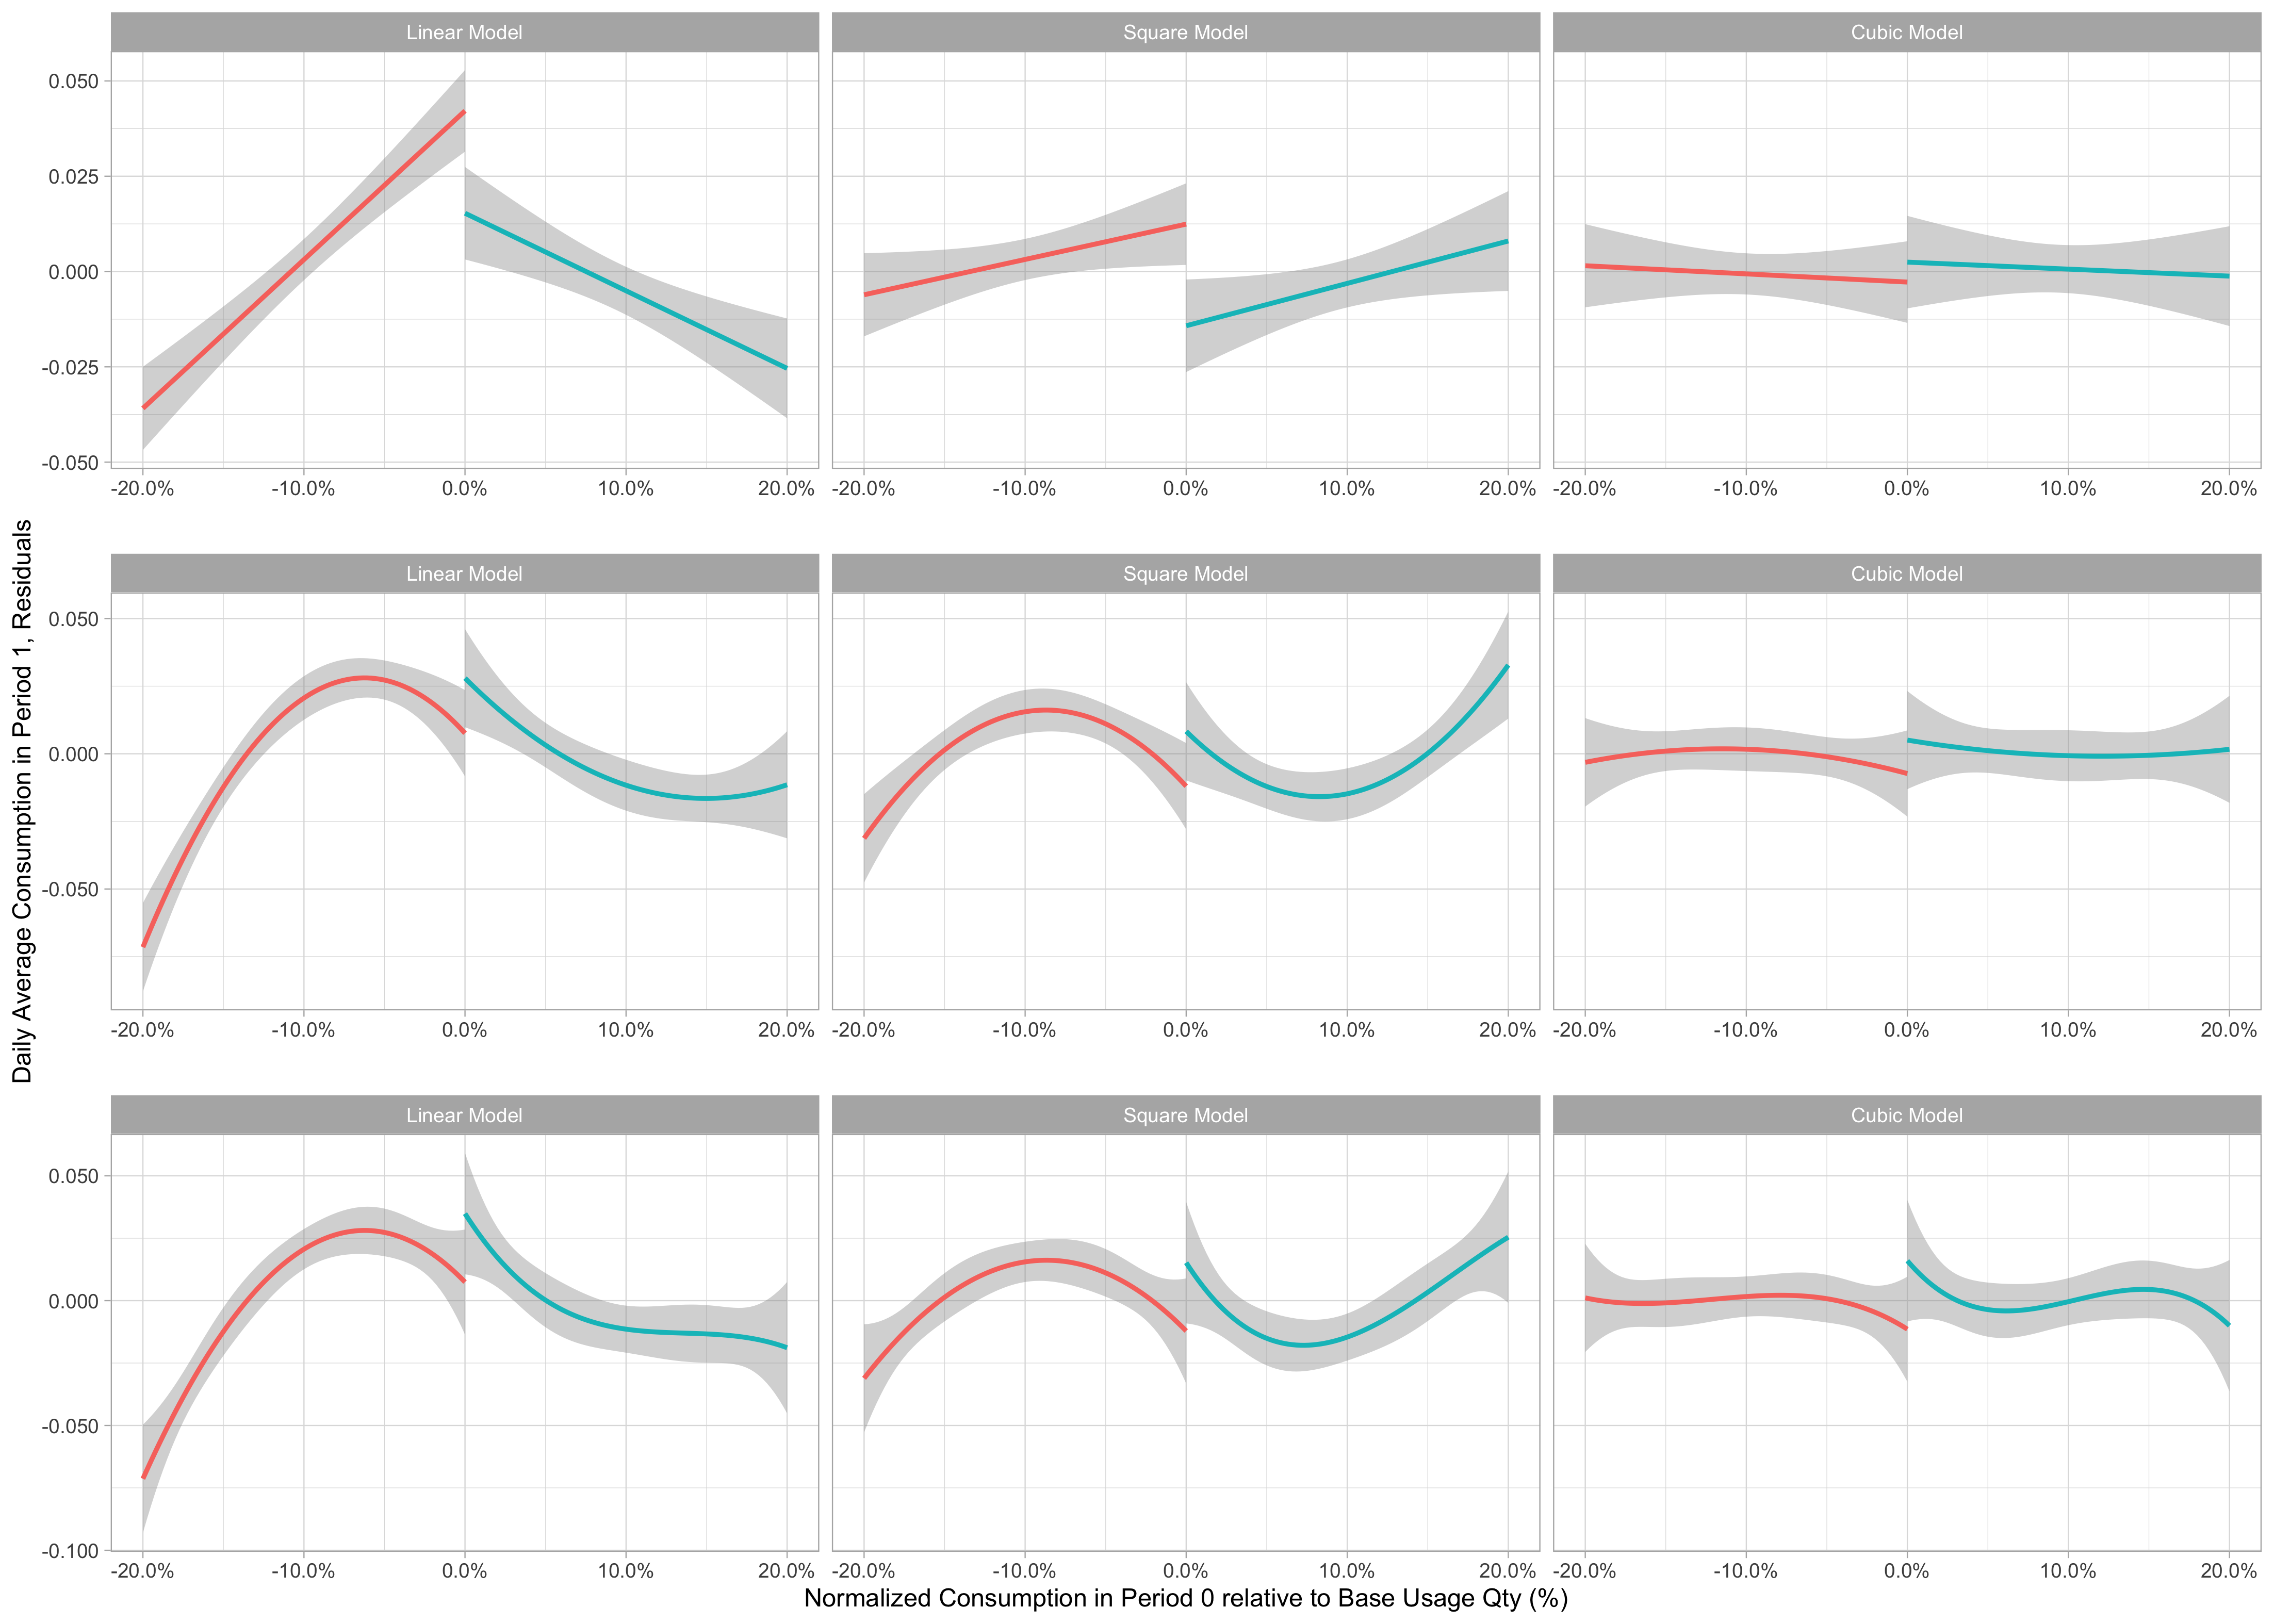 Linear Model Square Model Cubic Model
0.050
0.025
0.000
-0.025
-0.050
-20.0% -10.0% 0.0% 10.0% 20.0% -20.0% -10.0% 0.0% 10.0% 20.0% -20.0% -10.0% 0.0% 10.0% 20.0%
Daily Average Consumption in Period 1, Residuals
Linear Model Square Model Cubic Model
0.050
0.000
-0.050
-20.0% -10.0% 0.0% 10.0% 20.0% -20.0% -10.0% 0.0% 10.0% 20.0% -20.0% -10.0% 0.0% 10.0% 20.0%
Linear Model Square Model Cubic Model
0.050
0.000
-0.050
-0.100
-20.0% -10.0% 0.0% 10.0% 20.0% -20.0% -10.0% 0.0% 10.0% 20.0% -20.0% -10.0% 0.0% 10.0% 20.0%
Normalized Consumption in Period 0 relative to Base Usage Qty (%)